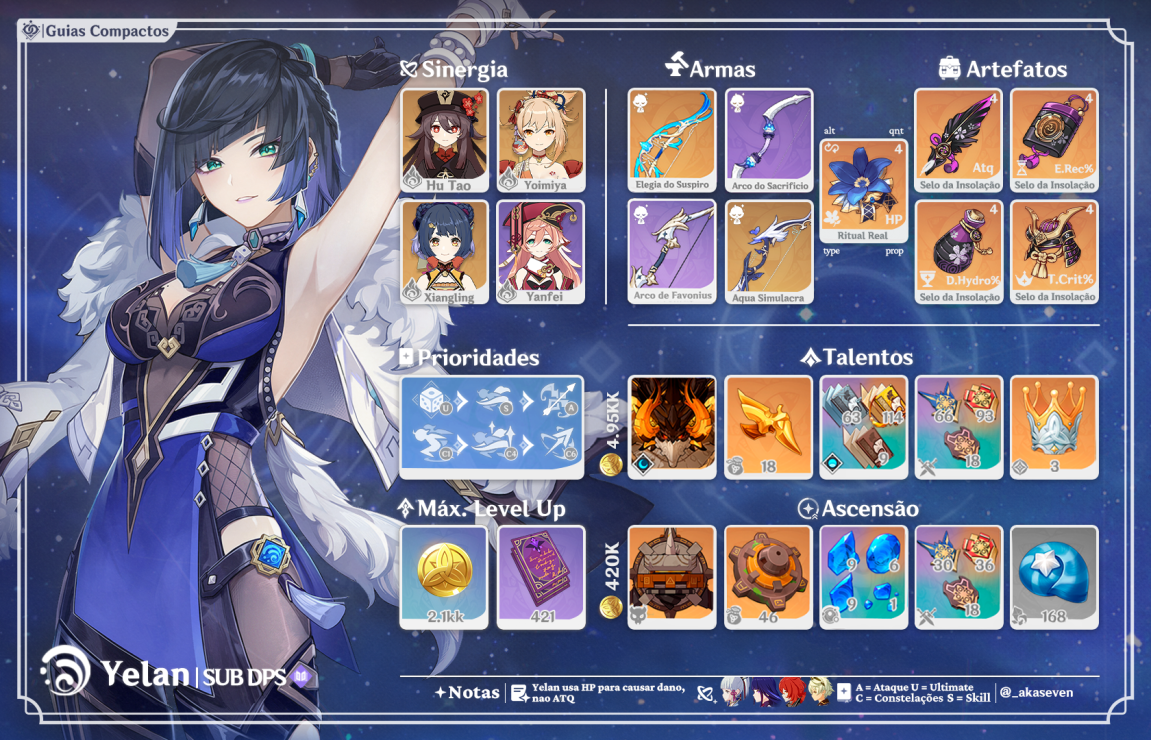 Guias Compactos
Sinergia
Hu Tao
Yoimiya
Xiangling
Yanfei
Armas
Elegia do Suspiro
Arco do Sacrifício
Arco de Favonius
Aqua Simulacra
Artefatos
alt
qnt
4
HP
Ritual Real
type
prop
4
Atq
Selo da Insolação
4
E.Rec%
Selo da Insolação
4
D.Hydro%
Selo da Insolação
4
T.Crit%
Selo da Insolação
Prioridades
U S A
C1 C4 C6
Talentos
4.95KK
18
63
114
9
66
93
18
3
Máx. Level Up
2.1kk
421
Ascensão
420K
46
9
6
9
1
30
36
18
168
Yelan | SUB DPS
Notas
Yelan usa HP para causar dano,
nao ATQ
A = Ataque U = Ultimate
C = Constelações S = Skill
@_akaseven